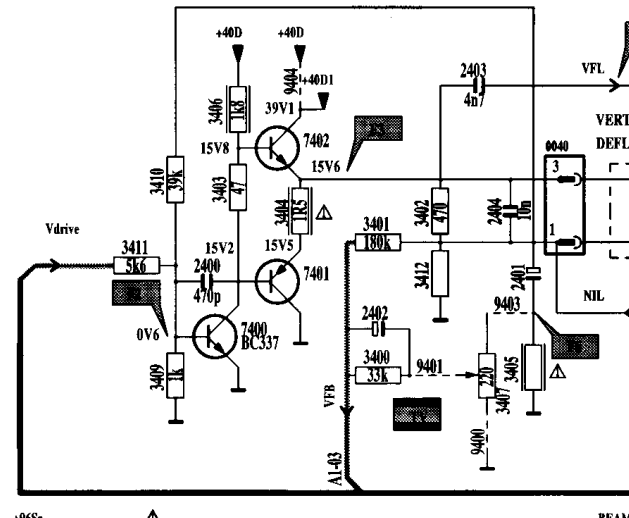 +40D
+40D
9404
+40D1
39V1
3406
1k8
7402
15V8
15V6
2403
4n7
VFL
VERT
DEFL
0040
3
1
3410
39k
3403
47
3404
1R5
3402
470
2404
10n
3401
180k
3412
Vdrive
3411
5k6
15V2
2400
470p
15V5
7401
2401
NIL
9403
2402
7400
BC337
0V6
3409
1k
3400
33k
9401
220
3407
3405
9400
VFB
A1-03